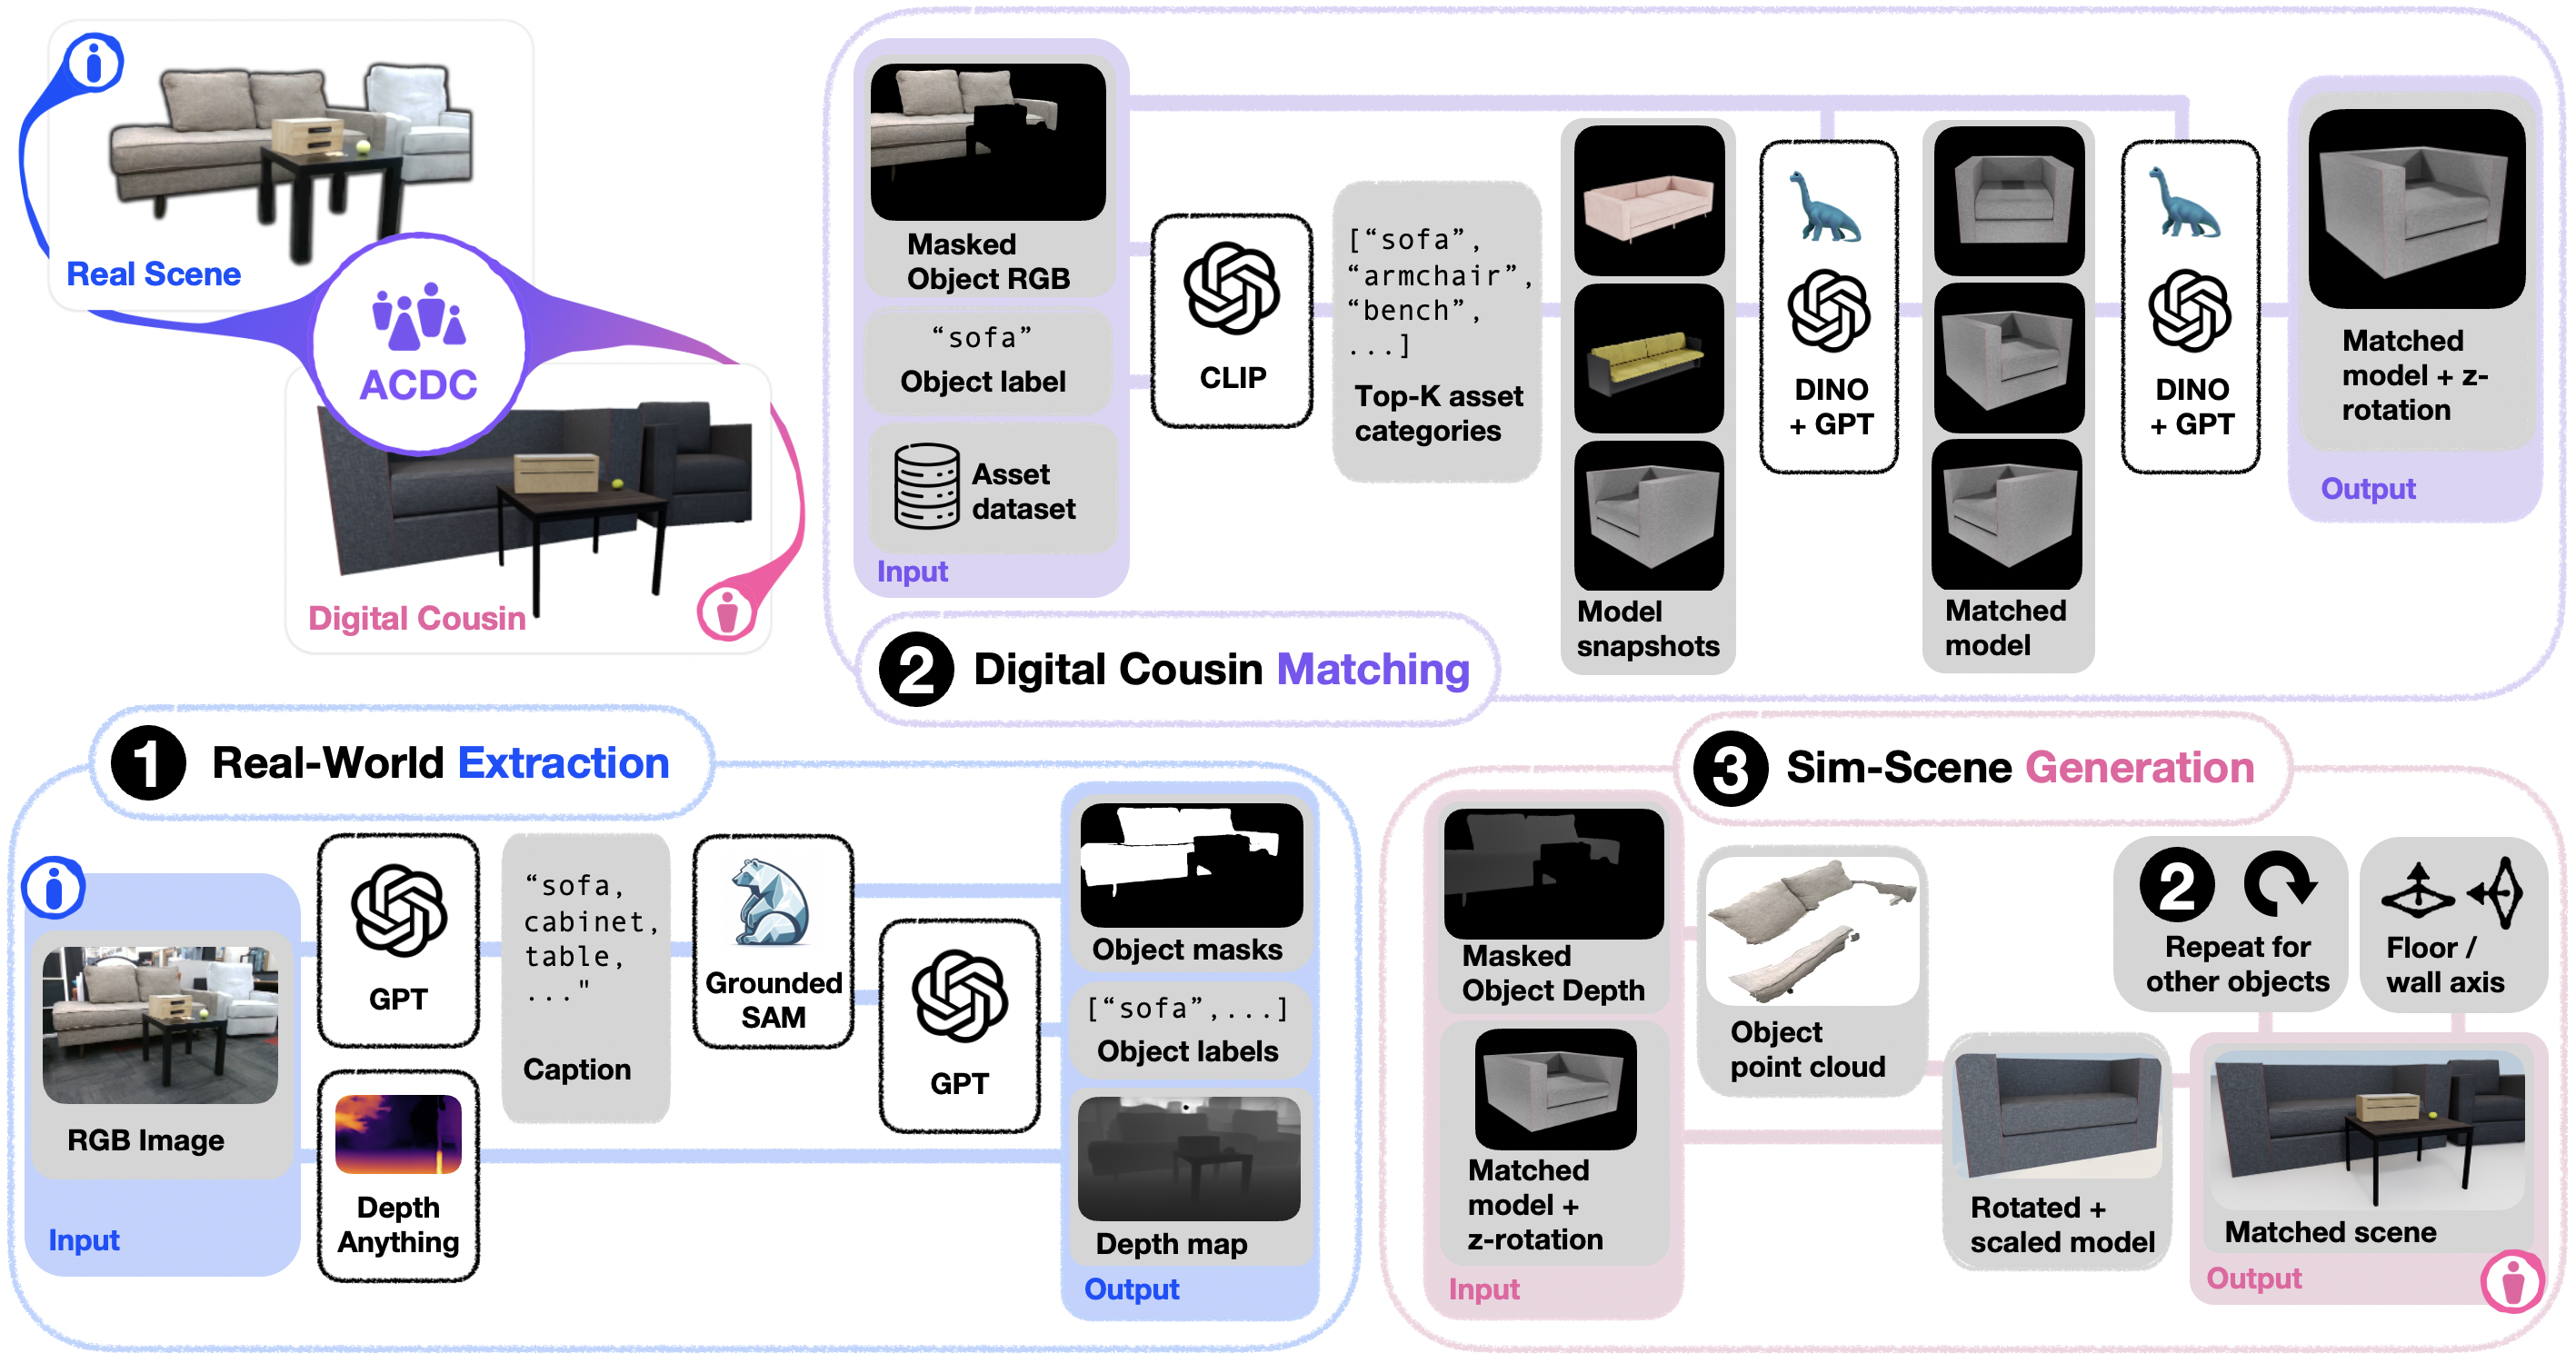 Real Scene
ACDC
Digital Cousin
Masked
Object RGB
“sofa”
Object label
Asset
dataset
Input
CLIP
[“sofa”,
“armchair”,
“bench”,
...]
Top-K asset
categories
Model
snapshots
DINO
+ GPT
Matched
model
DINO
+ GPT
Matched
model + z-
rotation
Output
2 Digital Cousin Matching
1 Real-World Extraction
RGB Image
Input
GPT
Depth
Anything
“sofa,
cabinet,
table,
..."
Caption
Grounded
SAM
GPT
Object masks
[“sofa”,...]
Object labels
Depth map
Output
3 Sim-Scene Generation
Masked
Object Depth
Matched
model +
z-rotation
Input
Object
point cloud
Rotated +
scaled model
2
Repeat for
other objects
Floor /
wall axis
Matched scene
Output